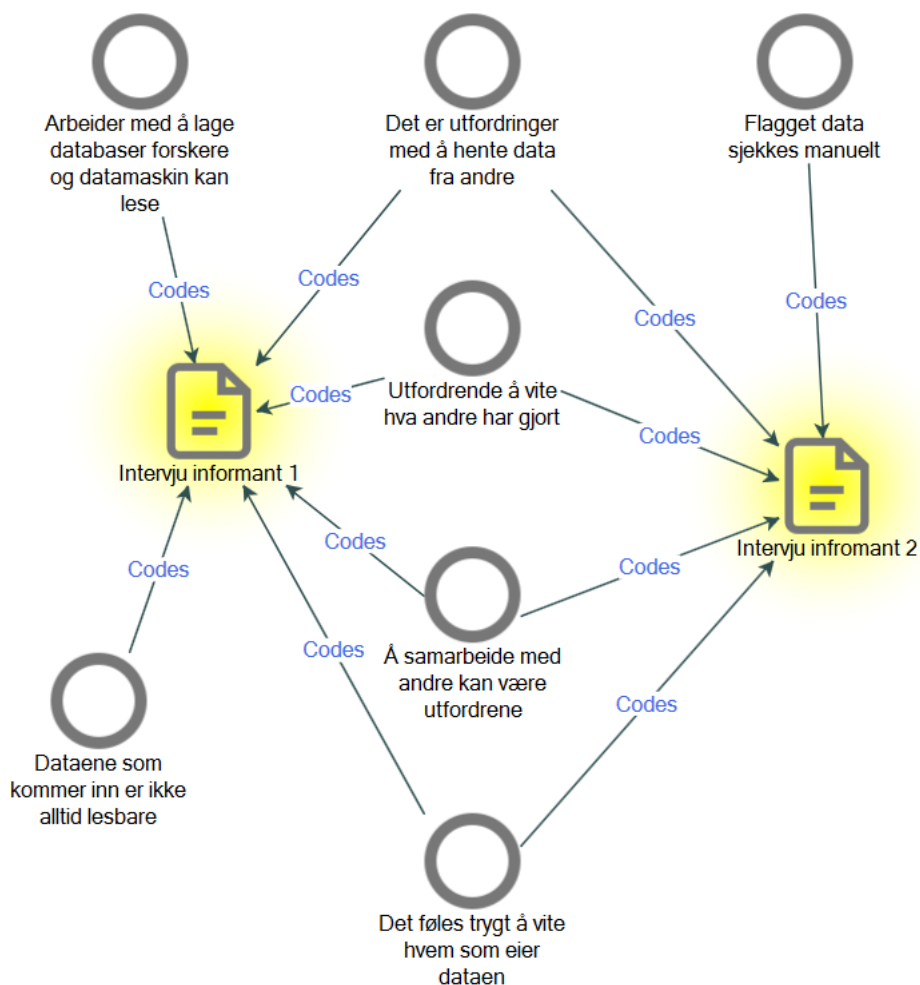 Arbeider med å lage
databaser forskere
og datamaskin kan
lese
Det er utfordringer
med å hente data
fra andre
Flagget data
sjekkes manuelt
Codes
Codes
Codes
Codes
Utfordrende å vite
hva andre har gjort
Codes
Codes
Intervju informant 1
Intervju infromant 2
Codes
Codes
Codes
Å samarbeide med
andre kan være
utfordrene
Codes
Codes
Dataene som
kommer inn er ikke
alltid lesbare
Det føles trygt å vite
hvem som eier
dataen